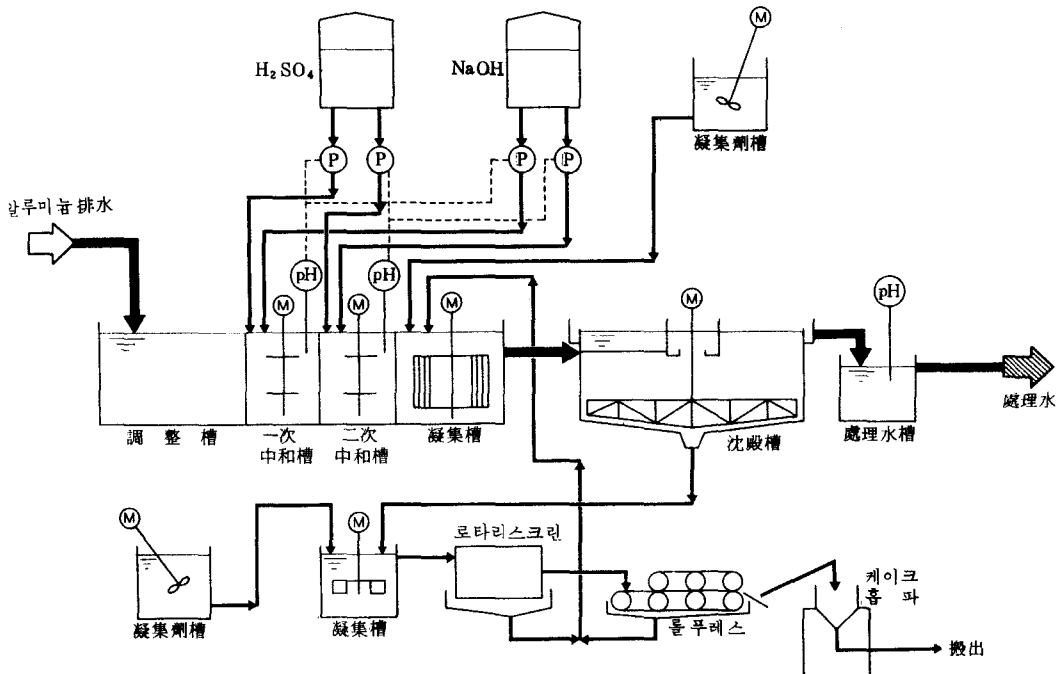 M
H₂SO₄
NaOH
凝集劑槽
P
P
P
P
알루미늄排水
pH
pH
M
M
M
M
pH
調整槽
一次
中和槽
二次
中和槽
凝集槽
沈殿槽
處理水槽
處理水
M
M
로타리스크린
凝集劑槽
凝集槽
롤푸레스
케이크
홉파
搬出